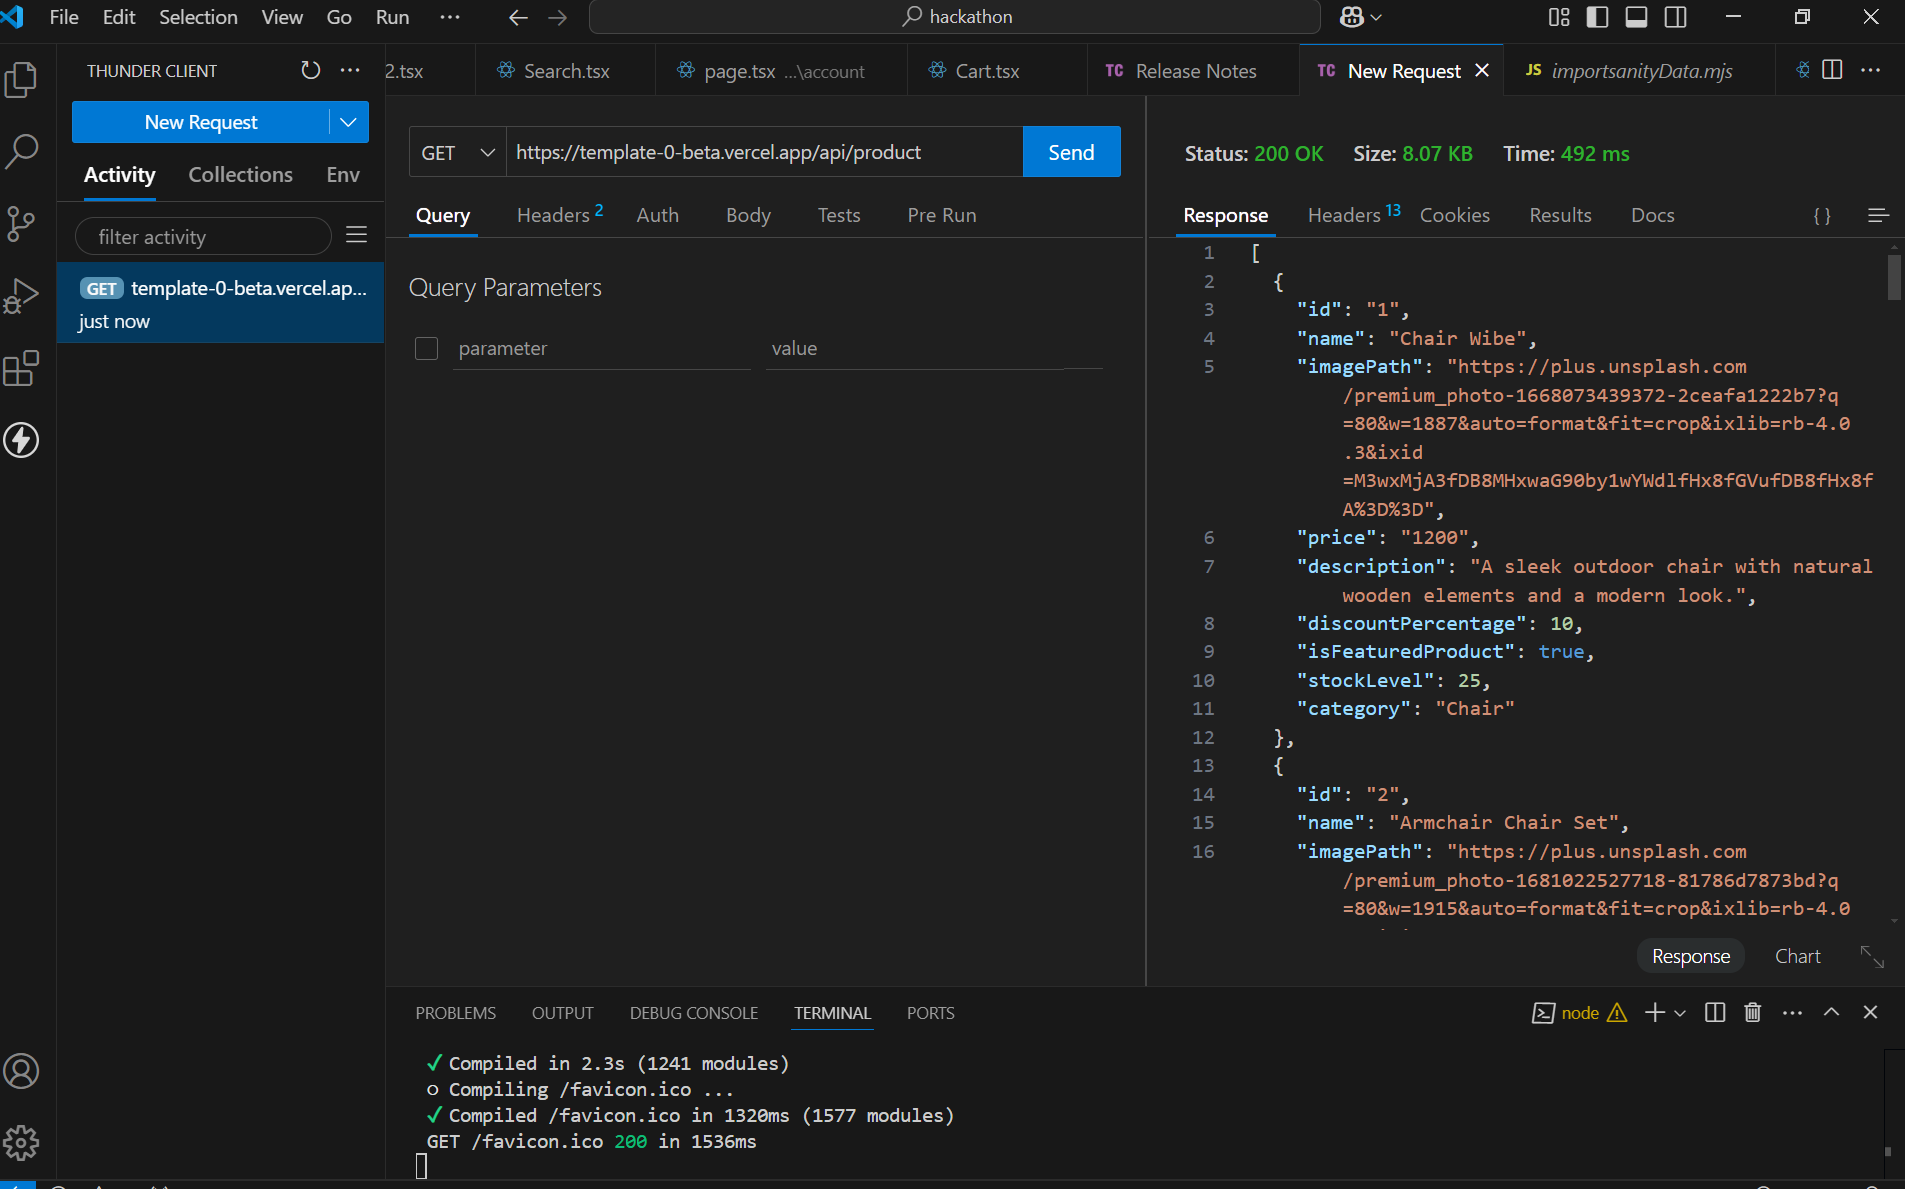 File Edit Selection View Go Run ··· hackathon
THUNDER CLIENT
2.tsx Search.tsx page.tsx ...\account Cart.tsx TC Release Notes TC New Request JS importsanityData.mjs
New Request
Activity Collections Env
filter activity
GET template-0-beta.vercel.ap...
just now
GET https://template-0-beta.vercel.app/api/product Send
Query Headers 2 Auth Body Tests Pre Run
Query Parameters
parameter value
Status: 200 OK Size: 8.07 KB Time: 492 ms
Response Headers 13 Cookies Results Docs { }
1 [
2 {
3 "id": "1",
4 "name": "Chair Wibe",
5 "imagePath": "https://plus.unsplash.com
/premium_photo-1668073439372-2ceafa1222b7?q
=80&w=1887&auto=format&fit=crop&ixlib=rb-4.0
.3&ixid
=M3wxMjA3fDB8MHxwaG90by1wYWdlfHx8fGVufDB8fHx8f
A%3D%3D",
6 "price": "1200",
7 "description": "A sleek outdoor chair with natural
wooden elements and a modern look.",
8 "discountPercentage": 10,
9 "isFeaturedProduct": true,
10 "stockLevel": 25,
11 "category": "Chair"
12 },
13 {
14 "id": "2",
15 "name": "Armchair Chair Set",
16 "imagePath": "https://plus.unsplash.com
/premium_photo-1681022527718-81786d7873bd?q
=80&w=1915&auto=format&fit=crop&ixlib=rb-4.0
Response Chart
PROBLEMS OUTPUT DEBUG CONSOLE TERMINAL PORTS node
✓ Compiled in 2.3s (1241 modules)
○ Compiling /favicon.ico ...
✓ Compiled /favicon.ico in 1320ms (1577 modules)
GET /favicon.ico 200 in 1536ms